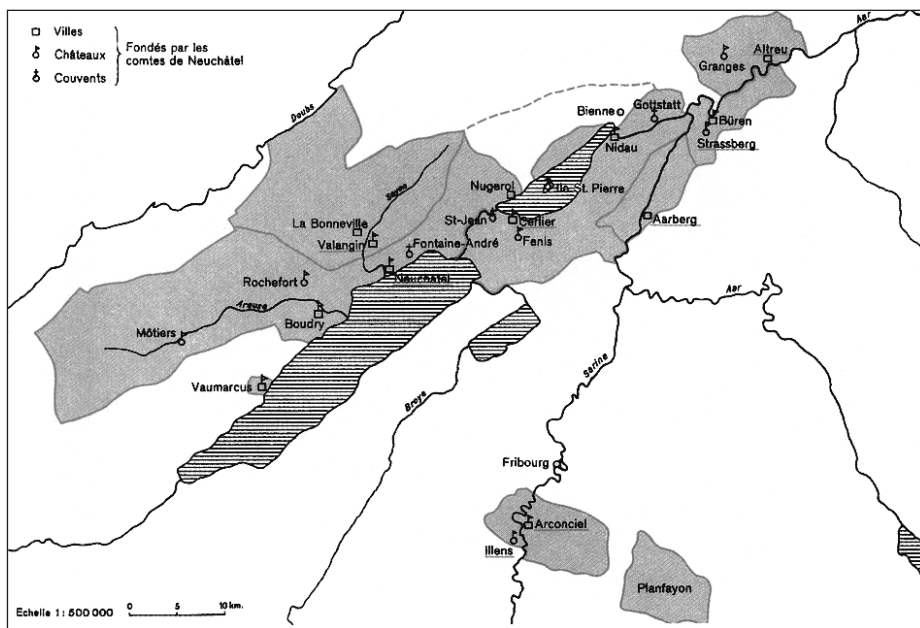 Villes
Châteaux
Couvents
Fondés par les
comtes de Neuchâtel
Aar
Altreu
Granges
Doubs
Bienne
Gottstatt
Büren
Strassberg
Nidau
Seyon
Nugerol
Ile St. Pierre
La Bonneville
St-Jean
Cerlier
Aarberg
Valangin
Fontaine-André
Fenis
Rochefort
Neuchâtel
Areuse
Aar
Boudry
Môtiers
Sarine
Vaumarcus
Broye
Fribourg
Arconciel
Illens
Planfayon
Echelle 1: 500 000
0 5 10 km.